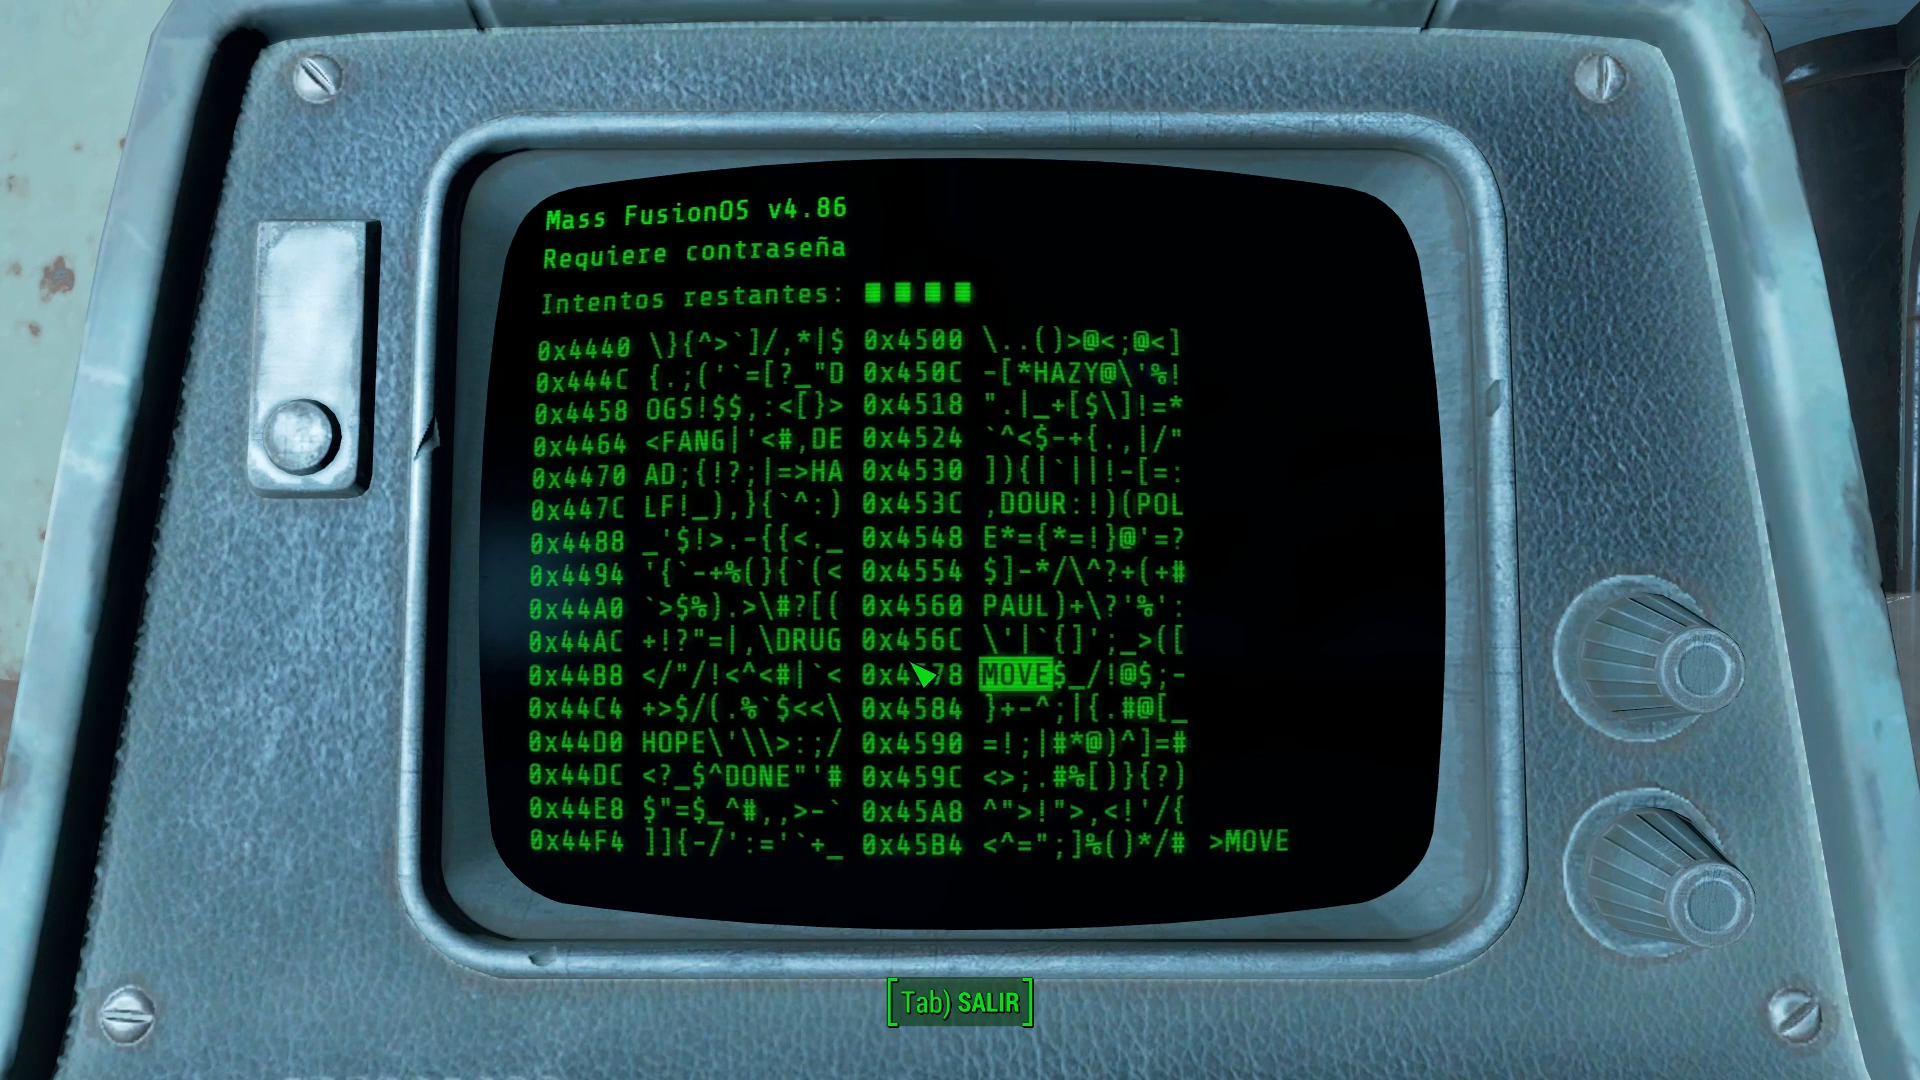 Mass FusionOS v4.86
Requiere contraseña
Intentos restantes:
0x4440 \}{^>`]/,*|$ 0x4500 \..()>@<;@<]
0x444C {.;('`=[?_"D 0x450C -[*HAZY@\'%!
0x4458 OGS!$$,:<[}> 0x4518 ".|_+[$\]!=*
0x4464 <FANG|'<#,DE 0x4524 `^<$-+{.,|/"
0x4470 AD;{!?;|=>HA 0x4530 ]){|`||!-[=:
0x447C LF!_),}{`^:) 0x453C ,DOUR:!)(POL
0x4488 _'$!>.-{{<._ 0x4548 E*={*=!}@'=?
0x4494 '{`-+%(}{`(< 0x4554 $]-*/\^?+(+#
0x44A0 `>$%).>\#?[( 0x4560 PAUL)+\?'%':
0x44AC +!?"=|,\DRUG 0x456C \'|`{]';_>([
0x44B8 </"/!<^<#|`< 0x4578 MOVE$_/!@$;-
0x44C4 +>$/(.%`$<<\ 0x4584 }+-^;|{.#@[_
0x44D0 HOPE\'\\>:;/ 0x4590 =!;|#*@)^]=#
0x44DC <?_$^DONE"'# 0x459C <>;.#%[)}{?)
0x44E8 $"=$_^#,,>-` 0x45A8 ^">!">,<!'/{
0x44F4 ]]{-/':='`+_ 0x45B4 <^=";]%()*/# >MOVE
[Tab) SALIR]